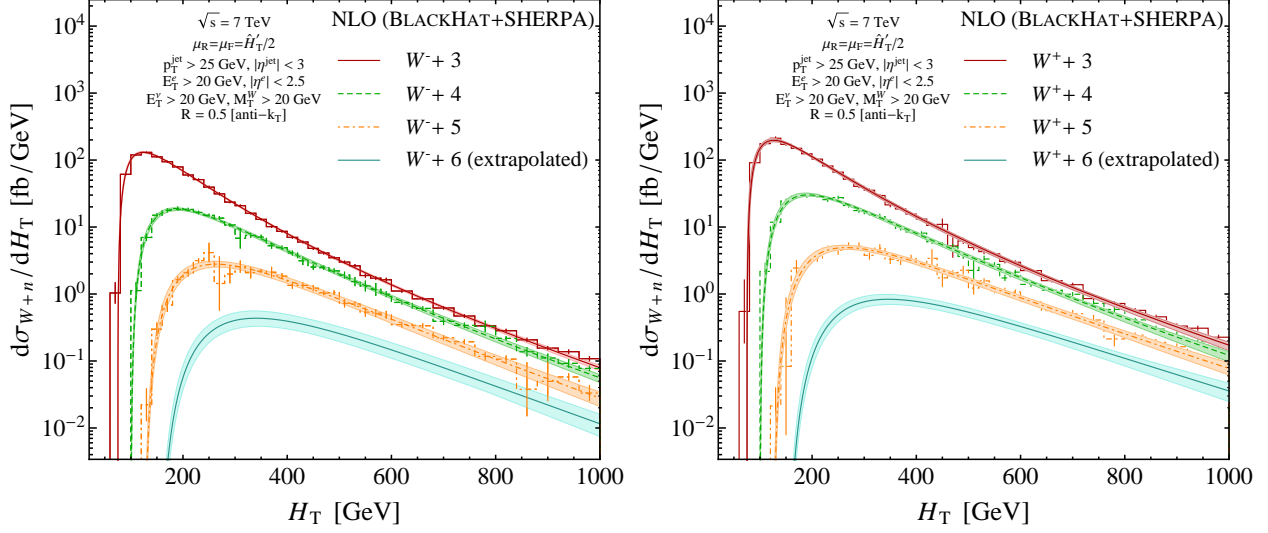 NLO (BLACKHAT+SHERPA)
√s = 7 TeV
μR=μF=Ĥ′T/2
pTjet > 25 GeV, |ηjet| < 3
ETe > 20 GeV, |ηe| < 2.5
ETν > 20 GeV, MTW > 20 GeV
R = 0.5 [anti−kT]
W- + 3
W- + 4
W- + 5
W- + 6 (extrapolated)
dσW+n / dHT [fb / GeV]
10^4
10^3
10^2
10^1
10^0
10^−1
10^−2
200 400 600 800 1000
HT [GeV]
NLO (BLACKHAT+SHERPA)
√s = 7 TeV
μR=μF=Ĥ′T/2
pTjet > 25 GeV, |ηjet| < 3
ETe > 20 GeV, |ηe| < 2.5
ETν > 20 GeV, MTW > 20 GeV
R = 0.5 [anti−kT]
W+ + 3
W+ + 4
W+ + 5
W+ + 6 (extrapolated)
dσW+n / dHT [fb / GeV]
10^4
10^3
10^2
10^1
10^0
10^−1
10^−2
200 400 600 800 1000
HT [GeV]